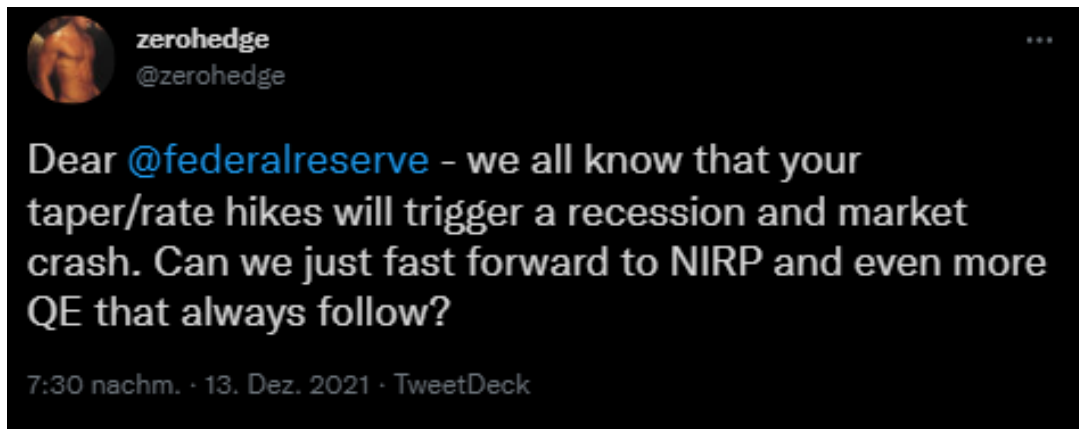 zerohedge
@zerohedge
Dear @federalreserve - we all know that your
taper/rate hikes will trigger a recession and market
crash. Can we just fast forward to NIRP and even more
QE that always follow?
7:30 nachm. · 13. Dez. 2021 · TweetDeck